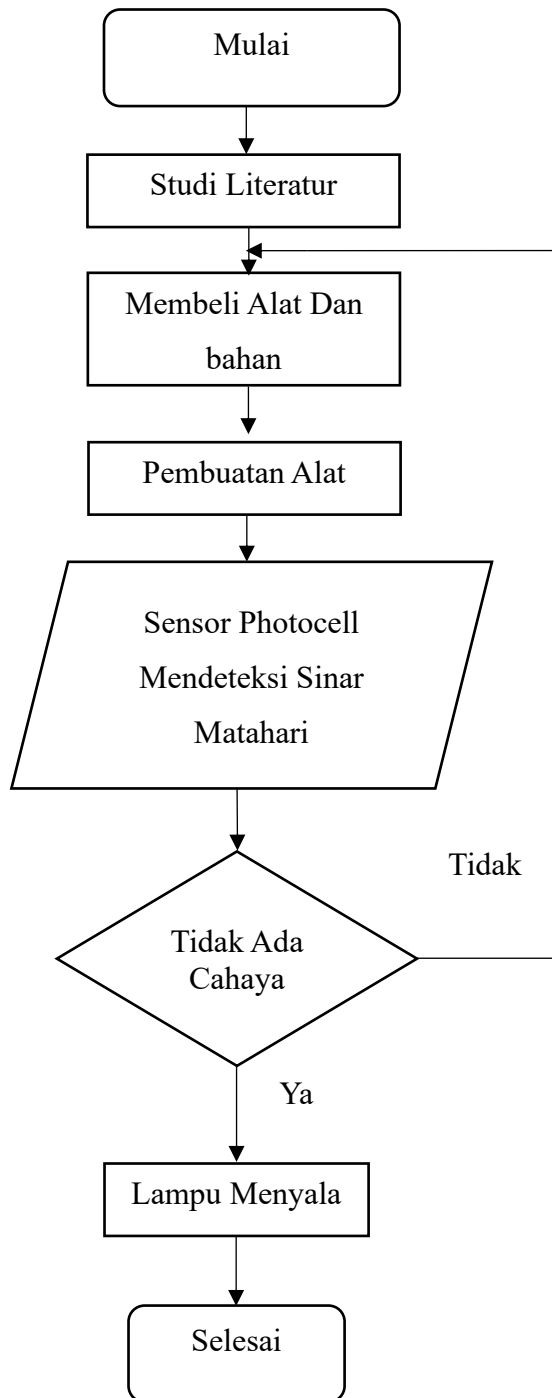 Mulai
Studi Literatur
Membeli Alat Dan
bahan
Pembuatan Alat
Sensor Photocell
Mendeteksi Sinar
Matahari
Tidak
Tidak Ada
Cahaya
Ya
Lampu Menyala
Selesai